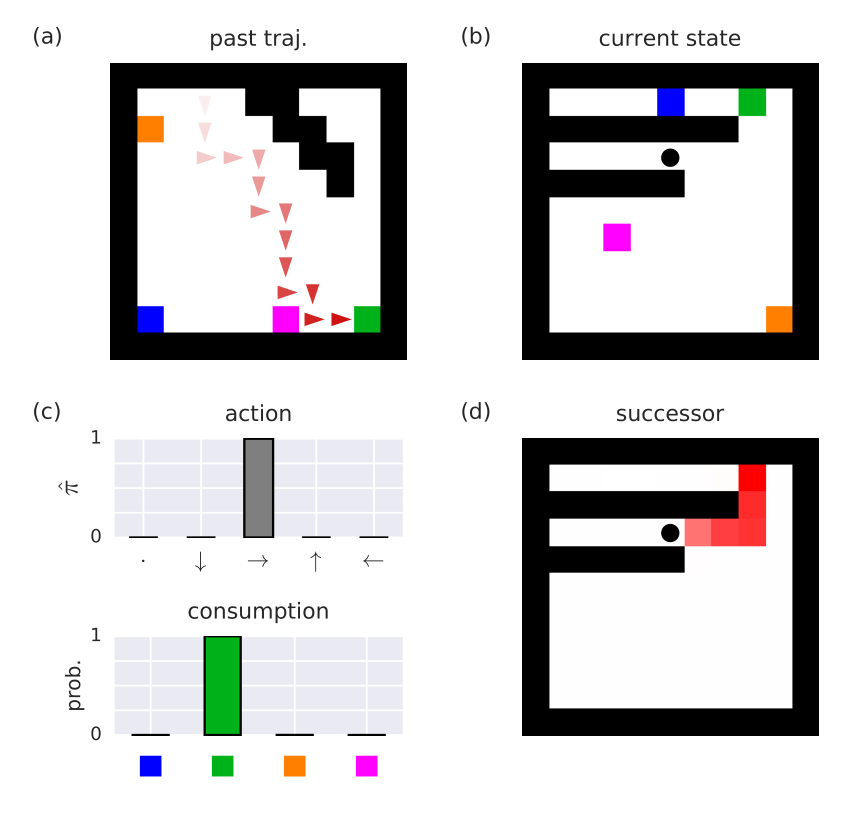 (a)
past traj.
(b)
current state
(c)
action
1
π̂
0
· ↓ → ↑ ←
consumption
1
prob.
0
(d)
successor